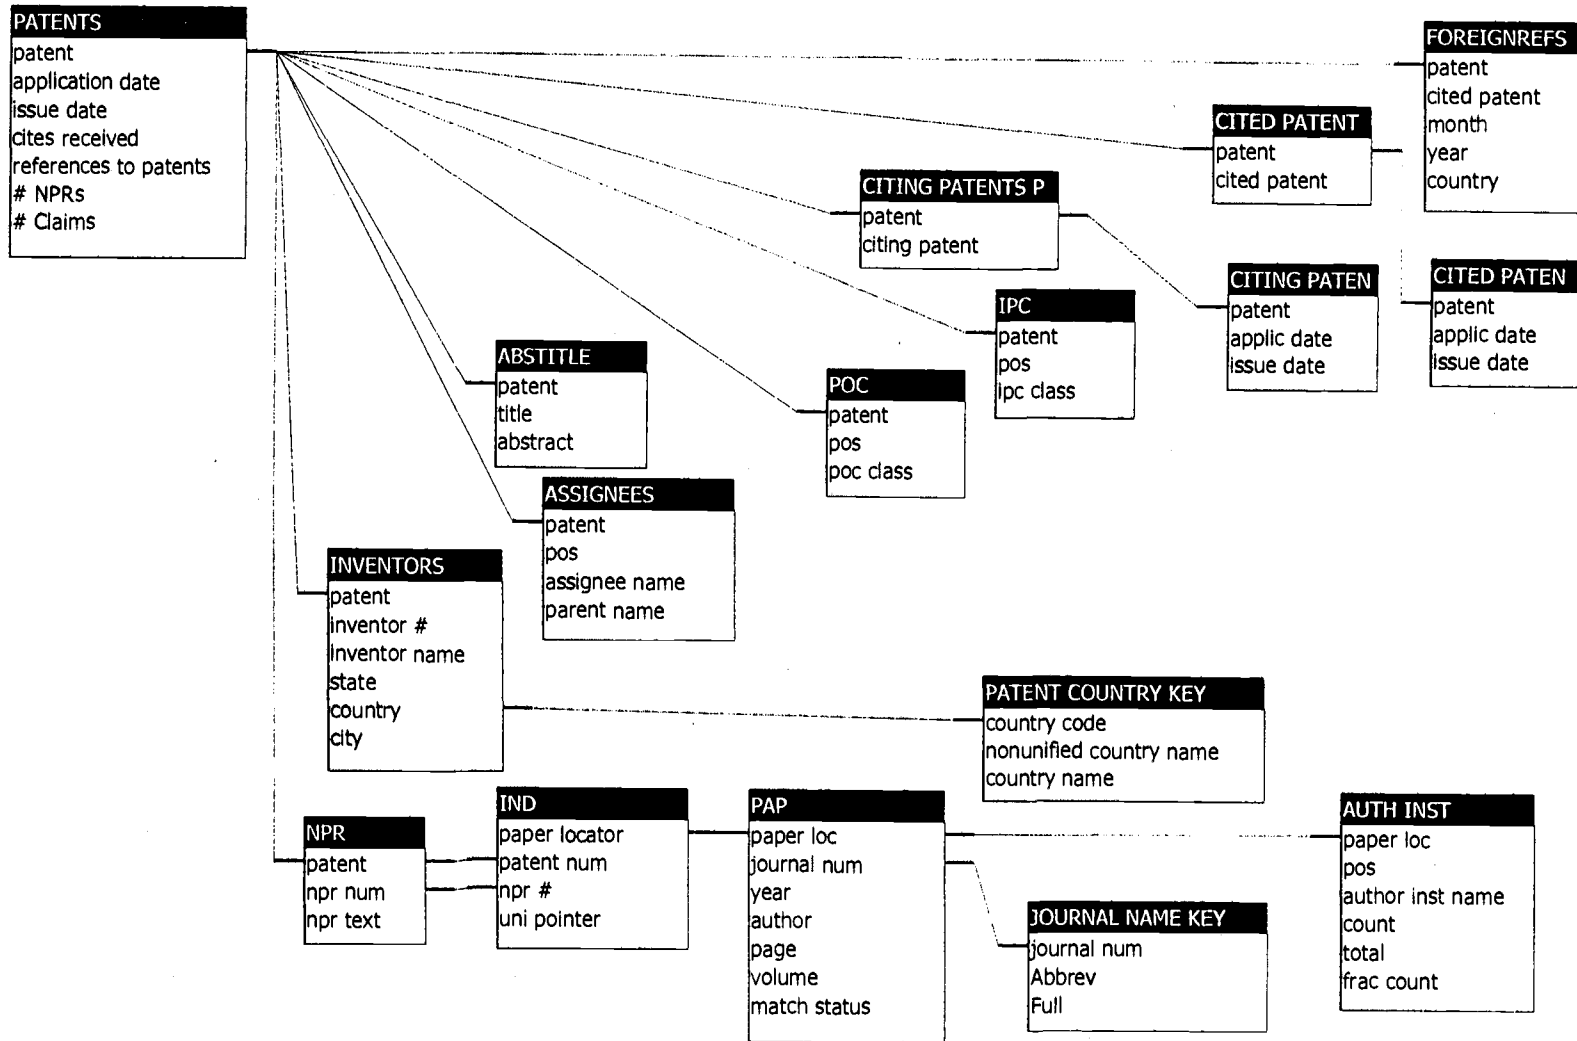 PATENTS
patent
application date
issue date
cites received
references to patents
# NPRs
# Claims
FOREIGNREFS
patent
cited patent
month
year
country
CITED PATENT
patent
cited patent
CITING PATENTS P
patent
citing patent
CITING PATEN
patent
applic date
issue date
CITED PATEN
patent
applic date
issue date
IPC
patent
pos
ipc class
ABSTITLE
patent
title
abstract
POC
patent
pos
poc class
ASSIGNEES
patent
pos
assignee name
parent name
INVENTORS
patent
inventor #
inventor name
state
country
city
PATENT COUNTRY KEY
country code
nonunified country name
country name
NPR
patent
npr num
npr text
IND
paper locator
patent num
npr #
uni pointer
PAP
paper loc
journal num
year
author
page
volume
match status
JOURNAL NAME KEY
journal num
Abbrev
Full
AUTH INST
paper loc
pos
author inst name
count
total
frac count